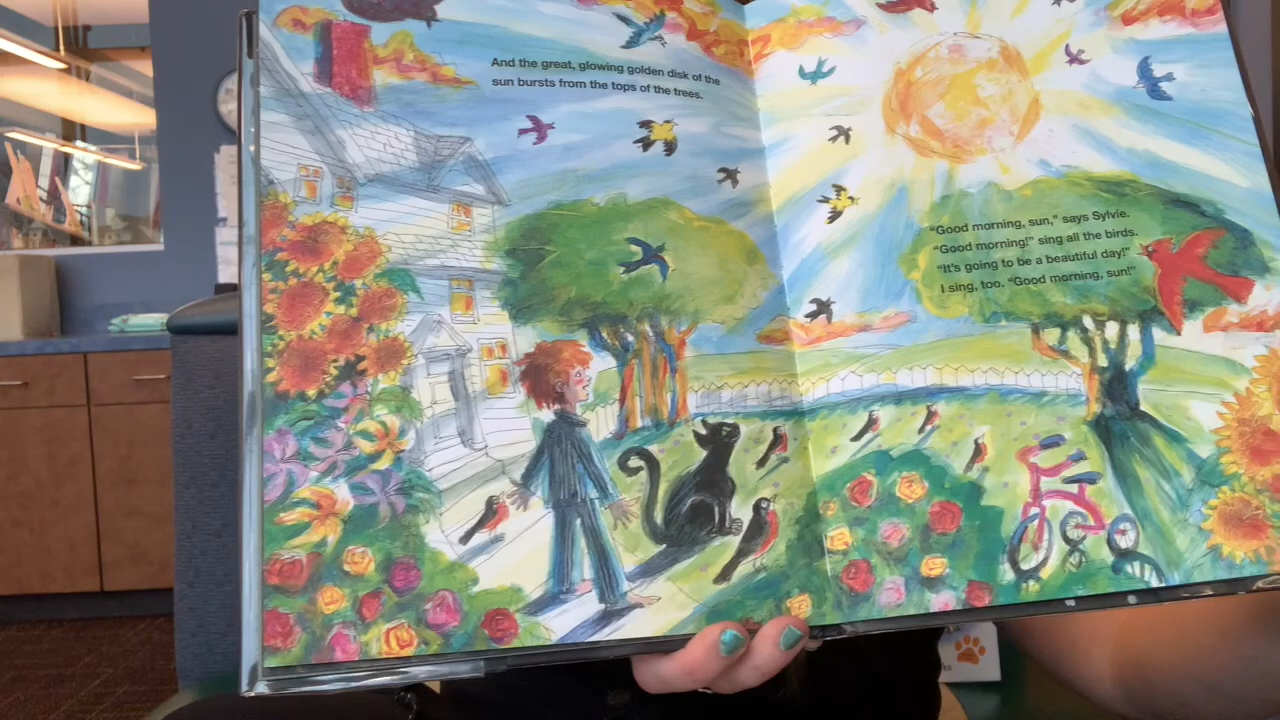 And the great, glowing golden disk of the
sun bursts from the tops of the trees.
“Good morning, sun,” says Sylvie.
“Good morning!” sing all the birds.
“It’s going to be a beautiful day!”
I sing, too. “Good morning, sun!”